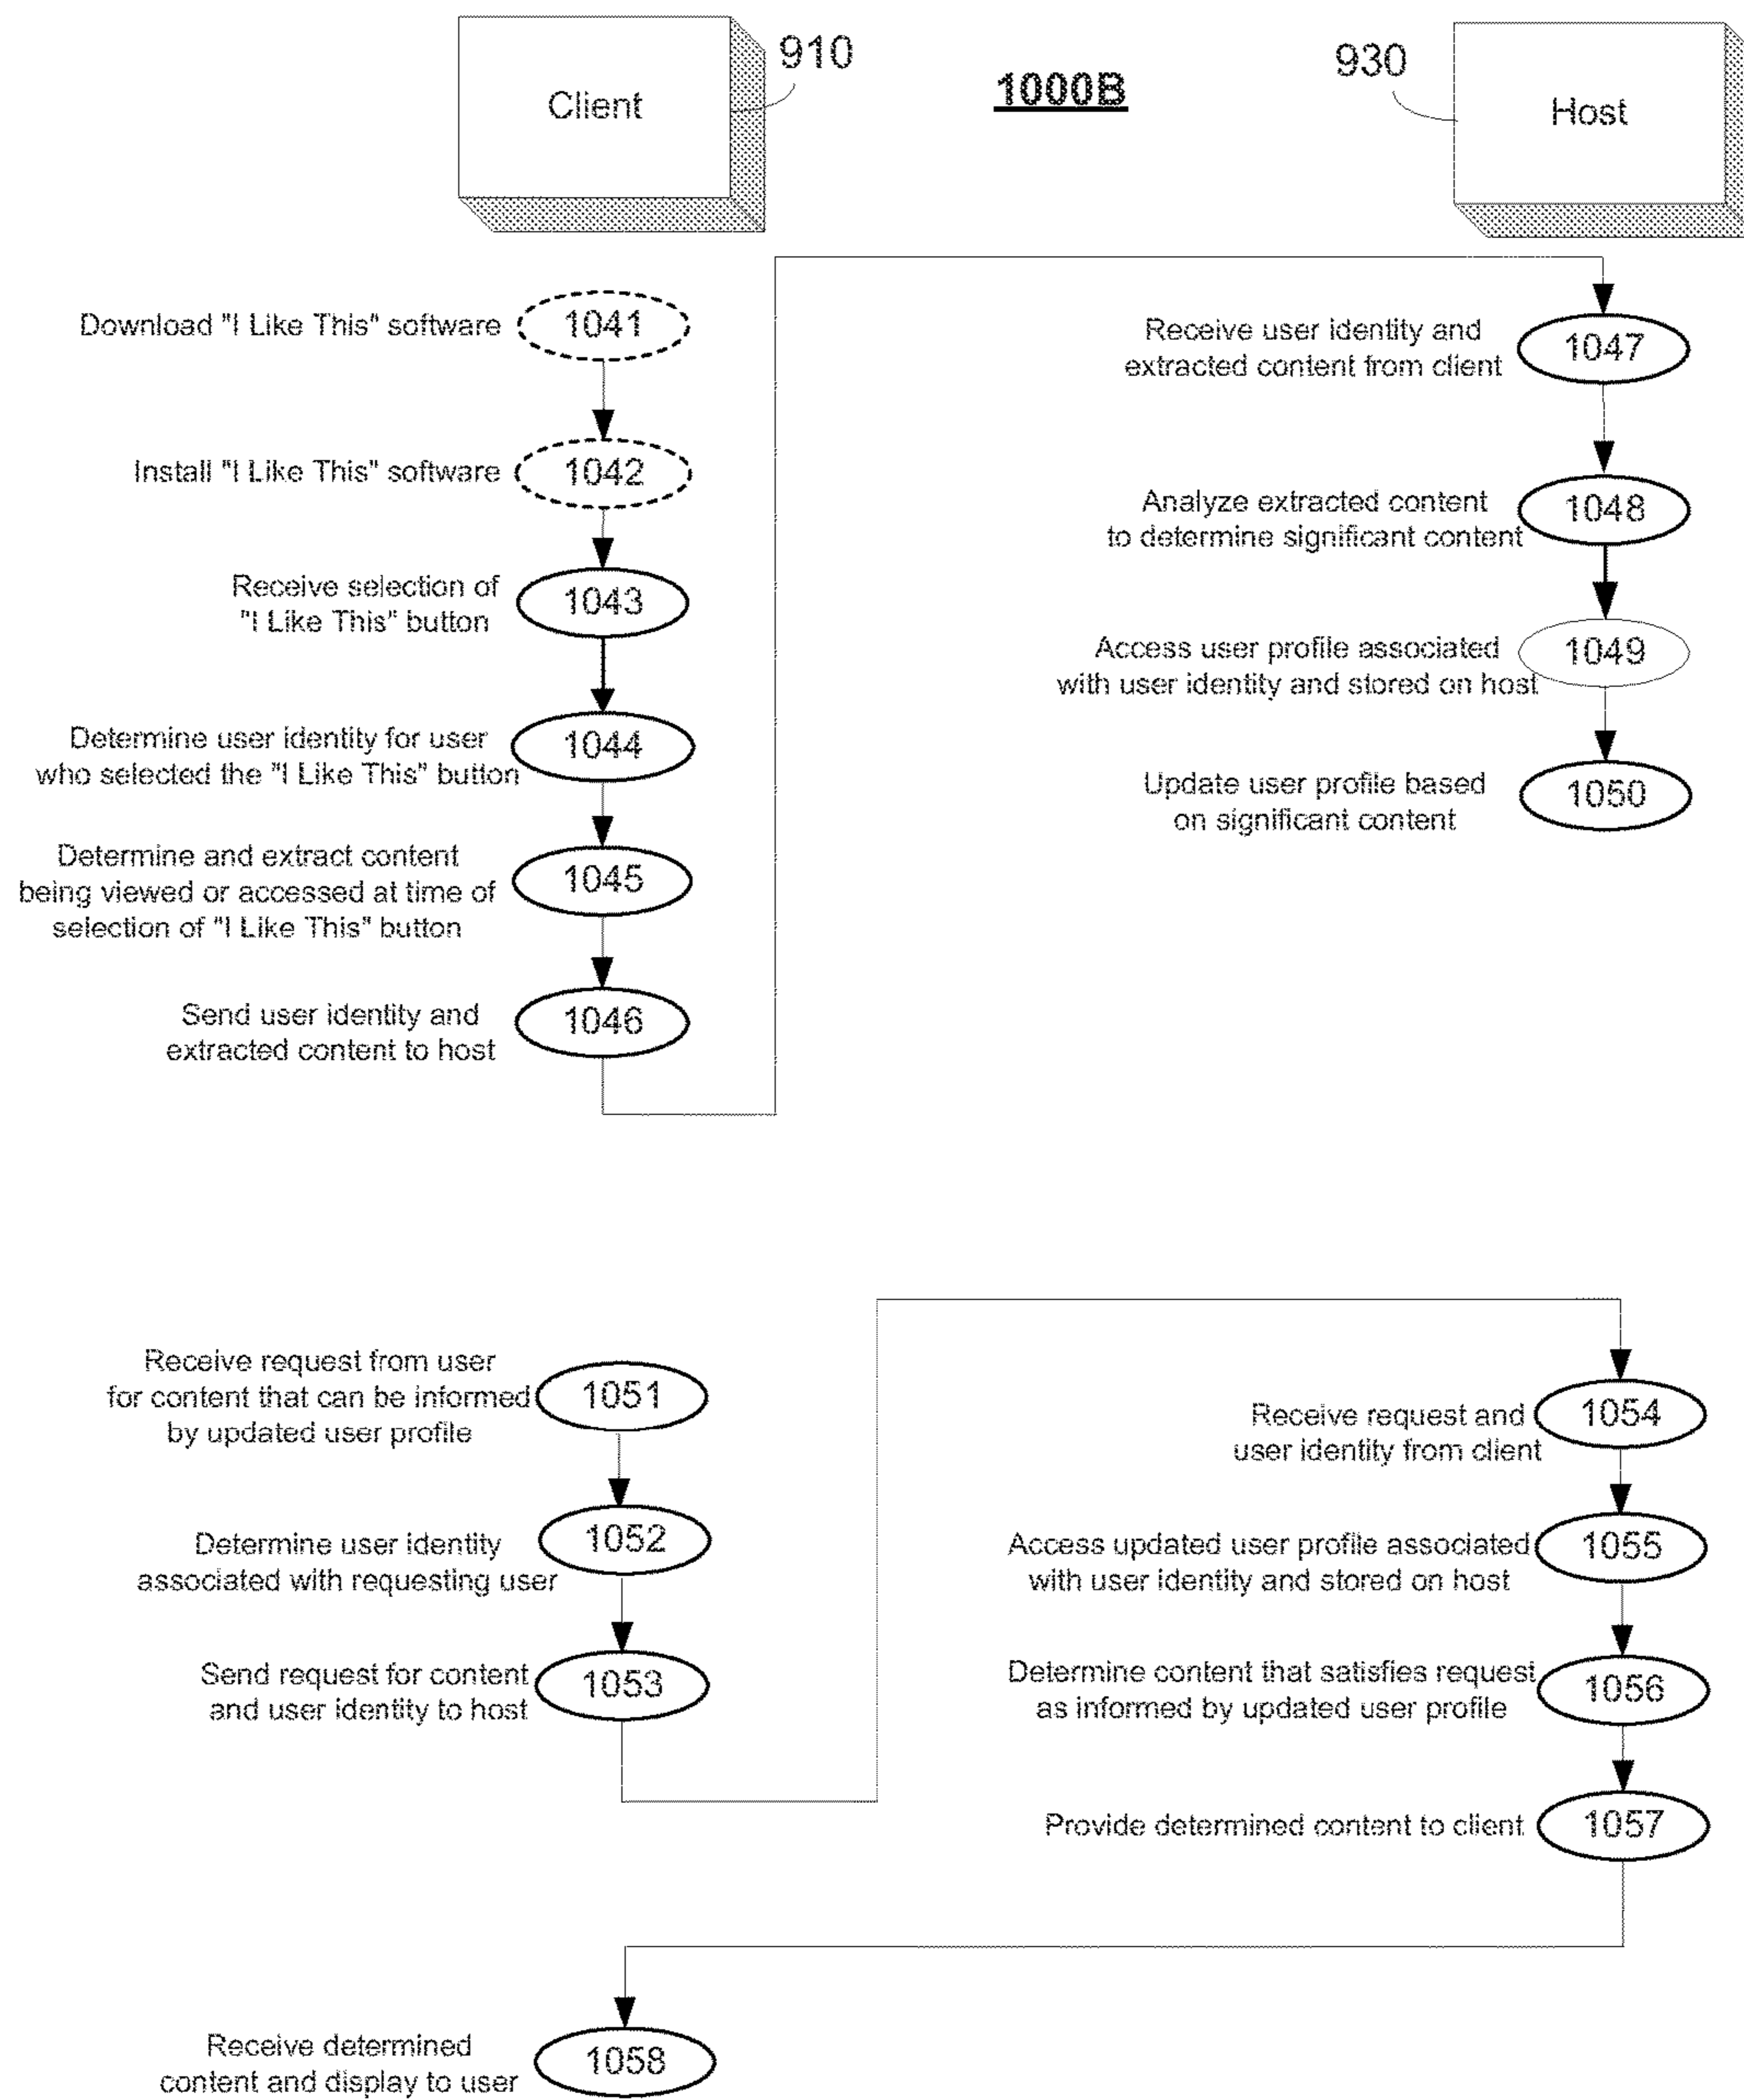 Client
910
1000B
930
Host
Download "I Like This" software
1041
Install "I Like This" software
1042
Receive selection of
"I Like This" button
1043
Determine user identity for user
who selected the "I Like This" button
1044
Determine and extract content
being viewed or accessed at time of
selection of "I Like This" button
1045
Send user identity and
extracted content to host
1046
Receive user identity and
extracted content from client
1047
Analyze extracted content
to determine significant content
1048
Access user profile associated
with user identity and stored on host
1049
Update user profile based
on significant content
1050
Receive request from user
for content that can be informed
by updated user profile
1051
Determine user identity
associated with requesting user
1052
Send request for content
and user identity to host
1053
Receive request and
user identity from client
1054
Access updated user profile associated
with user identity and stored on host
1055
Determine content that satisfies request
as informed by updated user profile
1056
Provide determined content to client
1057
Receive determined
content and display to user
1058